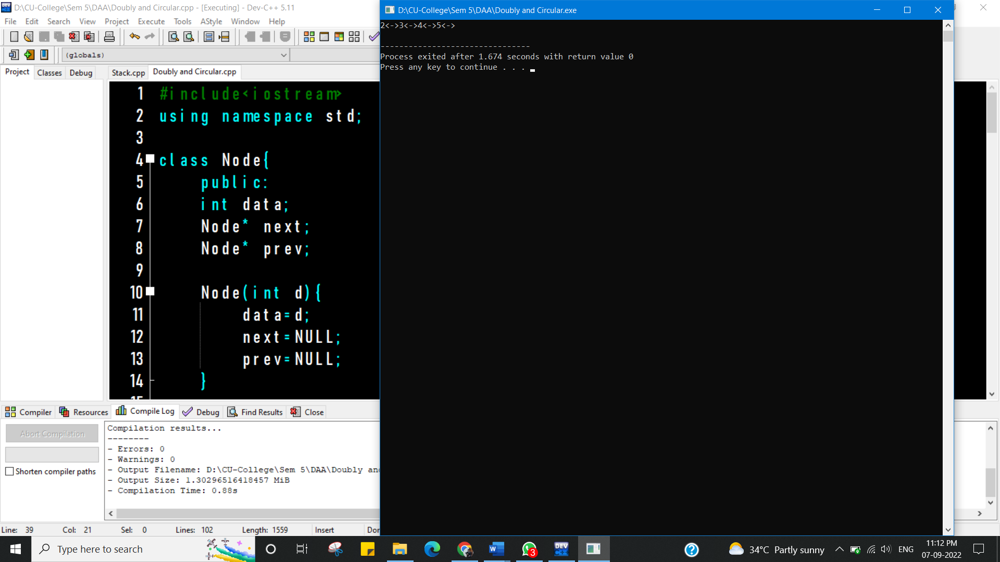 D:\CU-College\Sem 5\DAA\Doubly and Circular.cpp - [Executing] - Dev-C++ 5.11
File Edit Search View Project Execute Tools AStyle Window Help
(globals)
Project Classes Debug
Stack.cpp Doubly and Circular.cpp
1 #include<iostream>
2 using namespace std;
3
4 class Node{
5 public:
6 int data;
7 Node* next;
8 Node* prev;
9
10 Node(int d){
11 data=d;
12 next=NULL;
13 prev=NULL;
14 }
D:\CU-College\Sem 5\DAA\Doubly and Circular.exe
2<->3<->4<->5<->
--------------------------------
Process exited after 1.674 seconds with return value 0
Press any key to continue . . .
Compiler Resources Compile Log Debug Find Results Close
Abort Compilation
Shorten compiler paths
Compilation results...
--------
- Errors: 0
- Warnings: 0
- Output Filename: D:\CU-College\Sem 5\DAA\Doubly
- Output Size: 1.30296516418457 MiB
- Compilation Time: 0.88s
Line: 39 Col: 21 Sel: 0 Lines: 102 Length: 1559 Insert
Type here to search
W
3
DEV
34°C Partly sunny
ENG
11:12 PM
07-09-2022